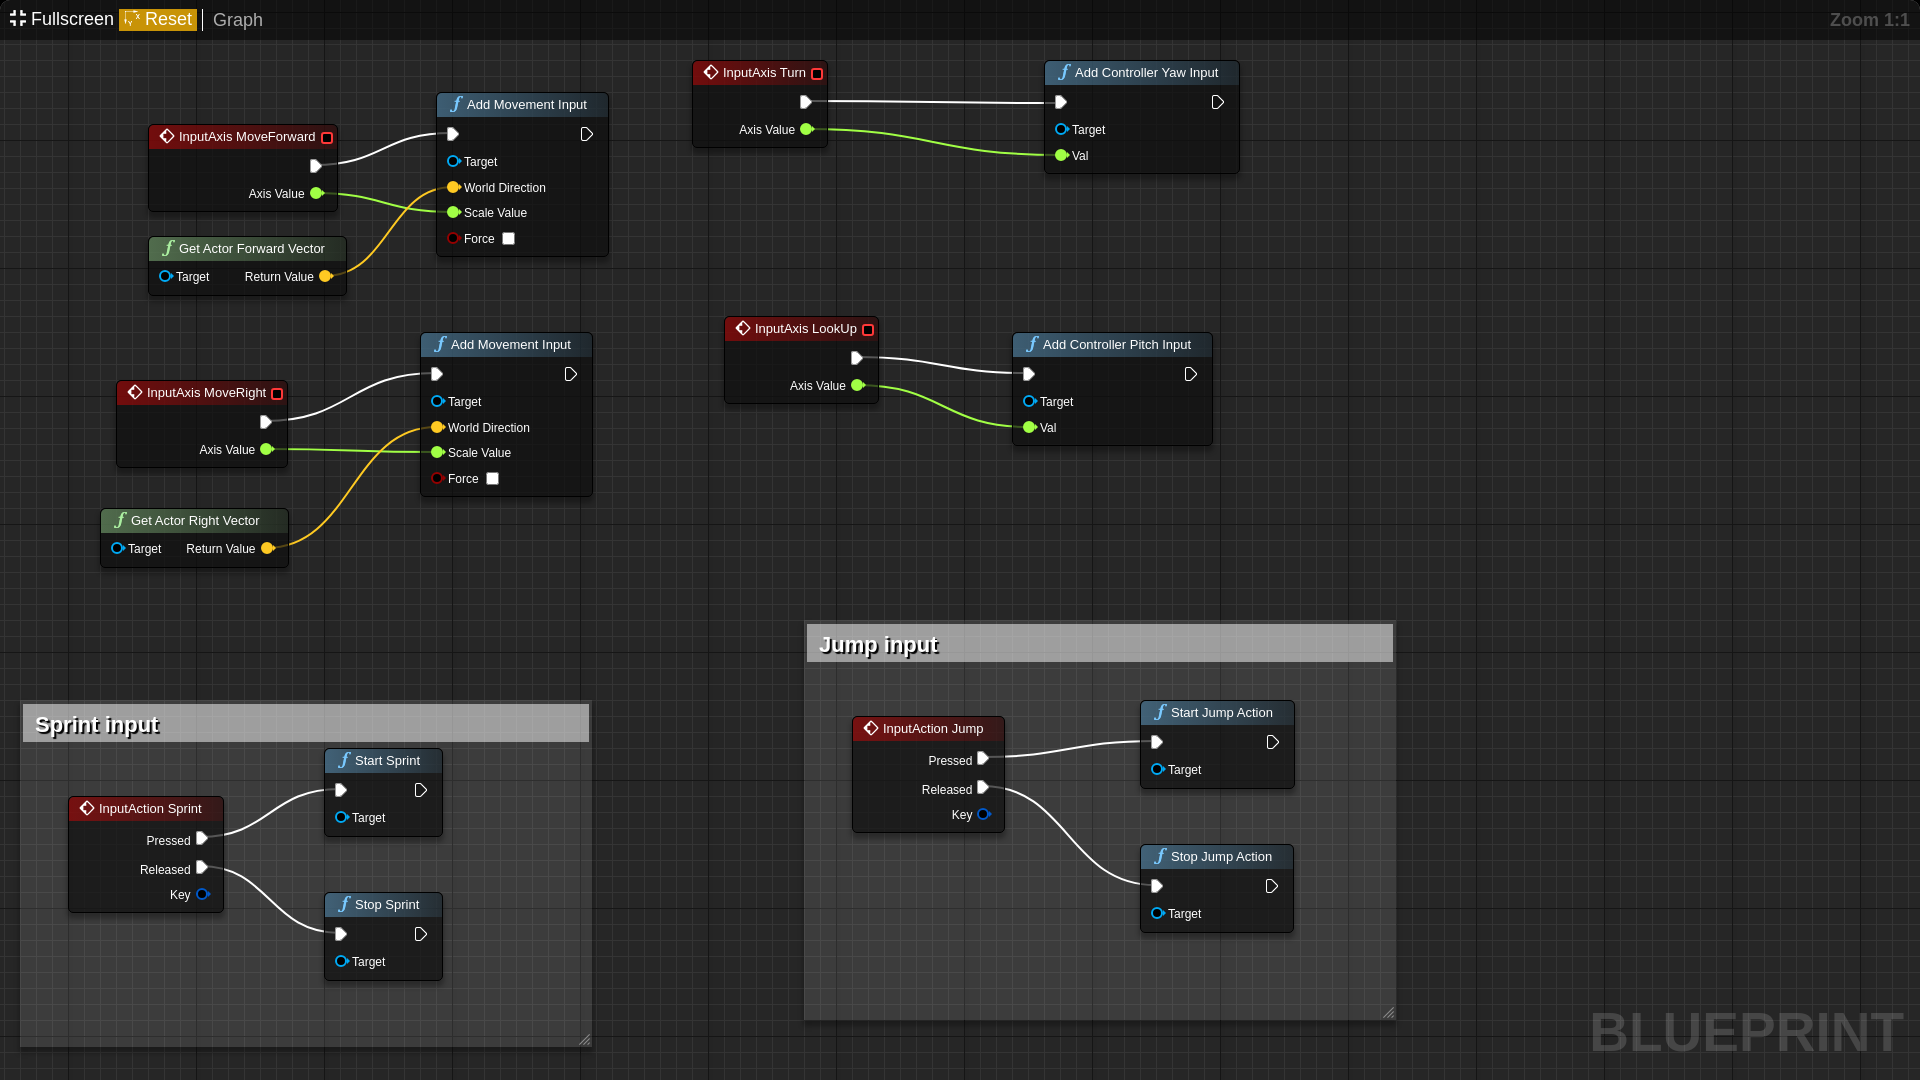 Fullscreen Reset Graph Zoom 1:1
InputAxis MoveForward
Axis Value
Get Actor Forward Vector
Target Return Value
Add Movement Input
Target
World Direction
Scale Value
Force
InputAxis Turn
Axis Value
Add Controller Yaw Input
Target
Val
InputAxis MoveRight
Axis Value
Get Actor Right Vector
Target Return Value
Add Movement Input
Target
World Direction
Scale Value
Force
InputAxis LookUp
Axis Value
Add Controller Pitch Input
Target
Val
Sprint input
InputAction Sprint
Pressed
Released
Key
Start Sprint
Target
Stop Sprint
Target
Jump input
InputAction Jump
Pressed
Released
Key
Start Jump Action
Target
Stop Jump Action
Target
BLUEPRINT